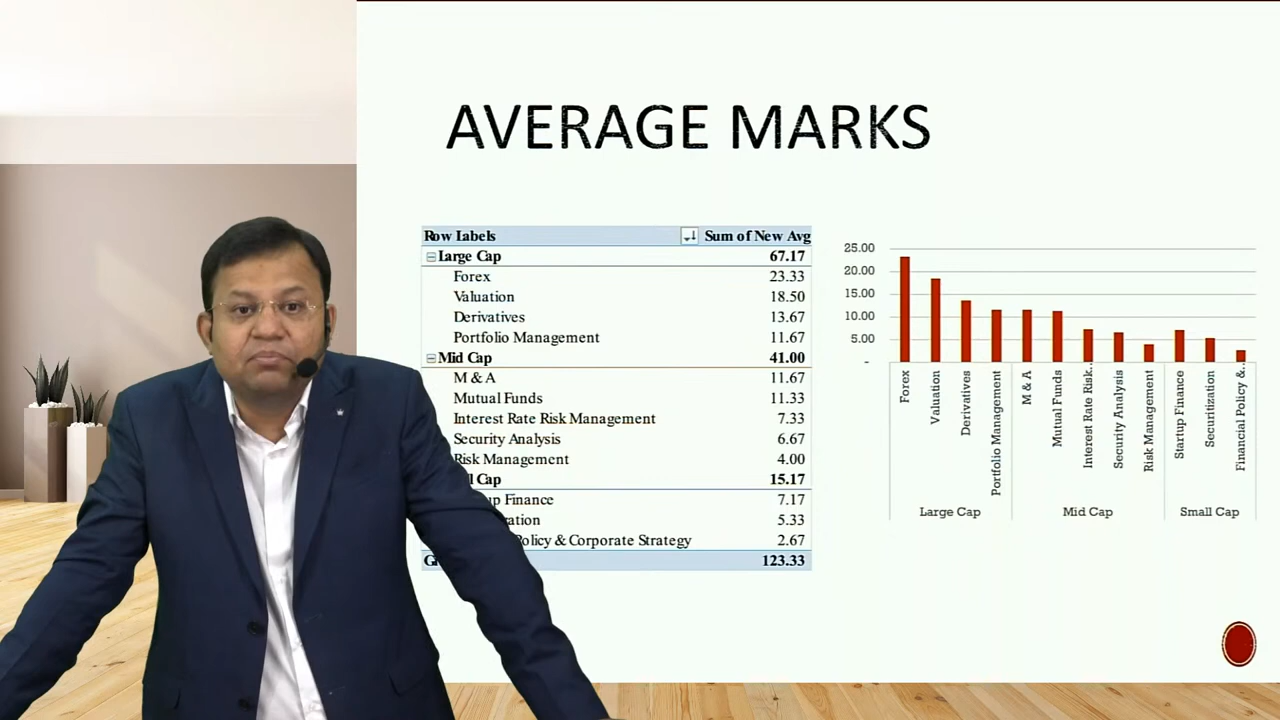 AVERAGE MARKS
Row Labels Sum of New Avg
Large Cap 67.17
Forex 23.33
Valuation 18.50
Derivatives 13.67
Portfolio Management 11.67
Mid Cap 41.00
M & A 11.67
Mutual Funds 11.33
Interest Rate Risk Management 7.33
Security Analysis 6.67
Risk Management 4.00
Cap 15.17
Finance 7.17
5.33
Policy & Corporate Strategy 2.67
123.33
25.00
20.00
15.00
10.00
5.00
-
Forex
Valuation
Derivatives
Portfolio Management
M & A
Mutual Funds
Interest Rate Risk..
Security Analysis
Risk Management
Startup Finance
Securitization
Financial Policy &..
Large Cap Mid Cap Small Cap